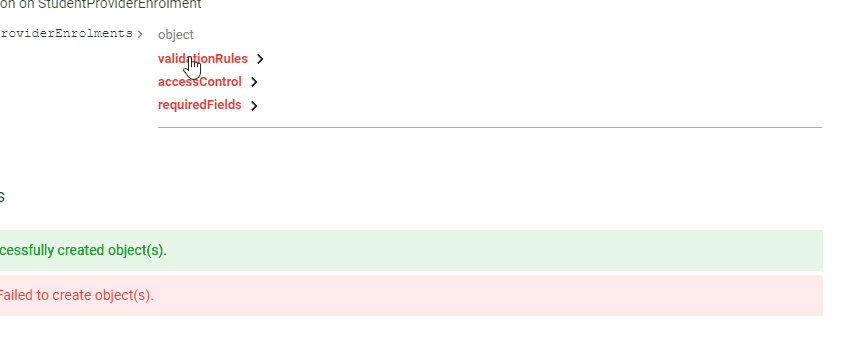 on on StudentProviderEnrolment
roviderEnrolments > object
validationRules >
accessControl >
requiredFields >
s
cessfully created object(s).
Failed to create object(s).